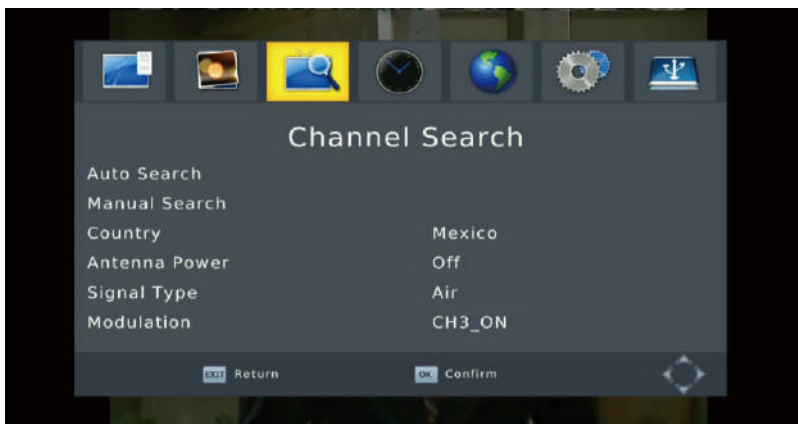 Channel Search
Auto Search
Manual Search
Country Mexico
Antenna Power Off
Signal Type Air
Modulation CH3_ON
EXIT Return OK Confirm